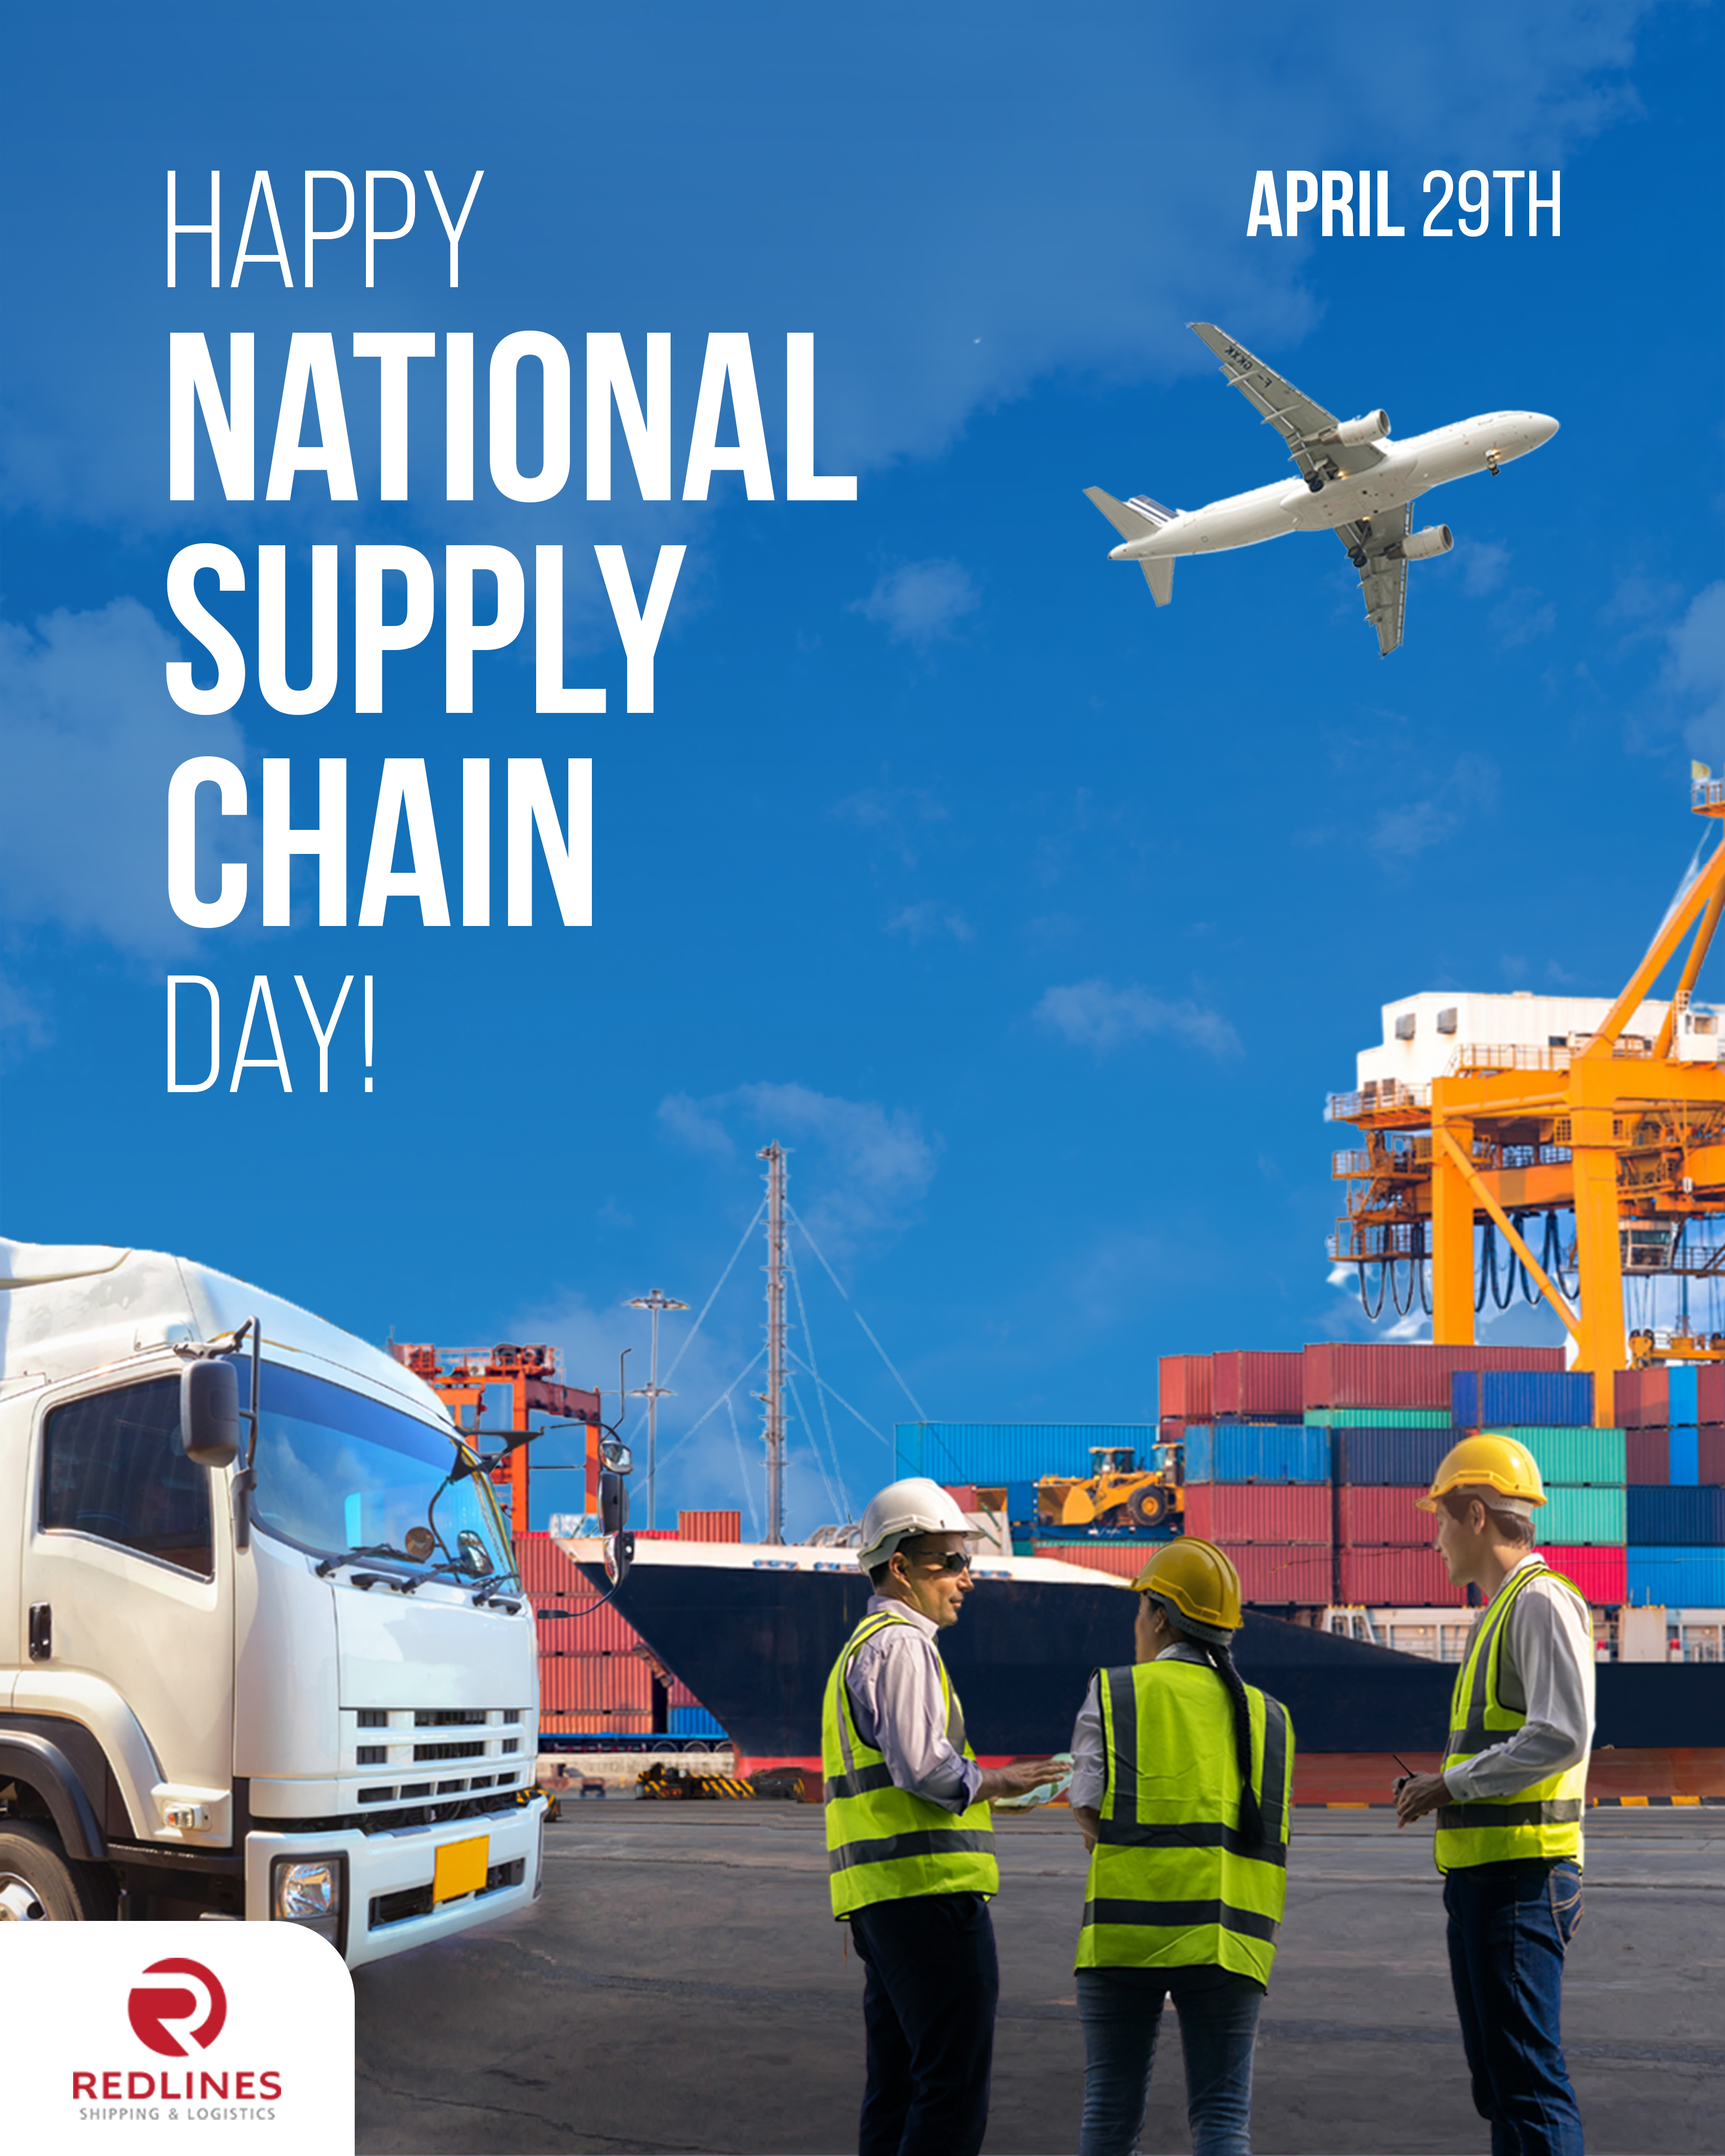 HAPPY
NATIONAL
SUPPLY
CHAIN
DAY!
APRIL 29TH
REDLINES
SHIPPING & LOGISTICS